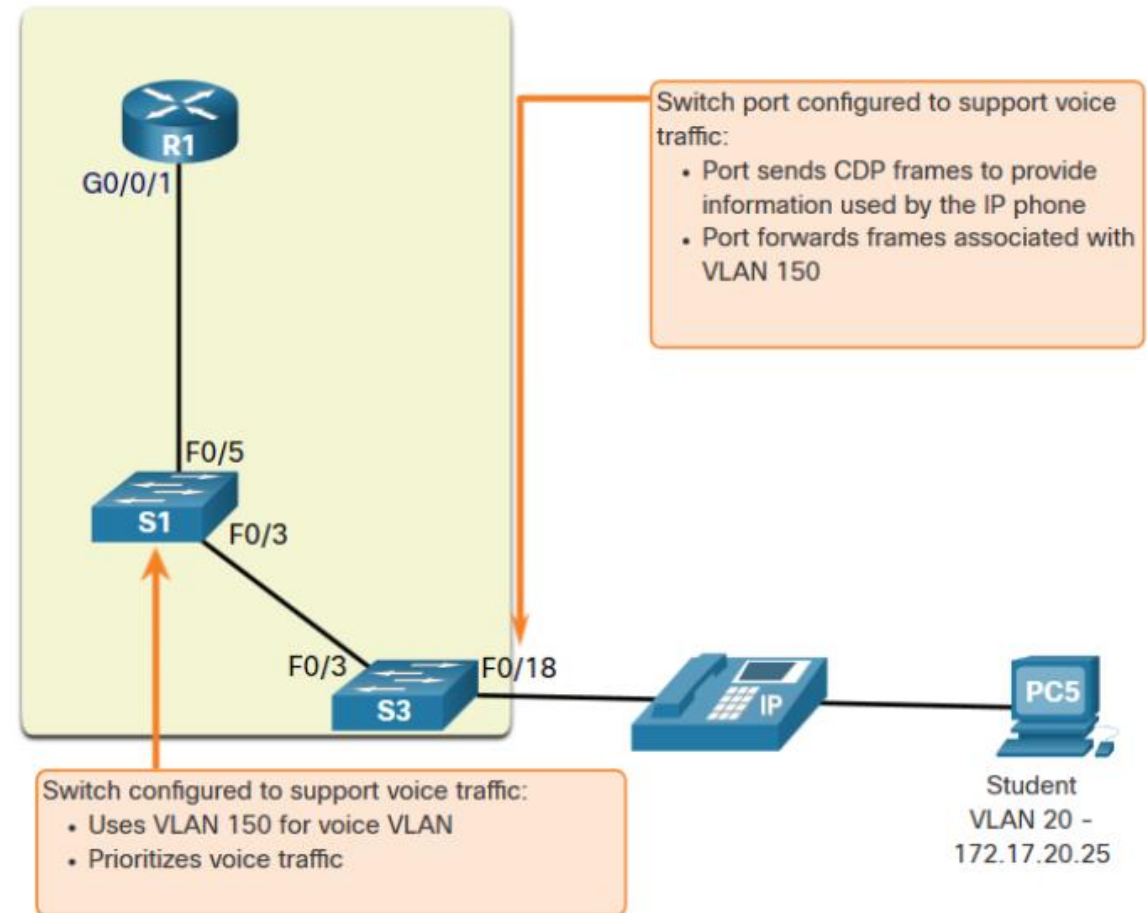 R1
G0/0/1
Switch port configured to support voice
traffic:
• Port sends CDP frames to provide
information used by the IP phone
• Port forwards frames associated with
VLAN 150
F0/5
S1
F0/3
F0/3
F0/18
S3
IP
PC5
Student
VLAN 20 –
172.17.20.25
Switch configured to support voice traffic:
• Uses VLAN 150 for voice VLAN
• Prioritizes voice traffic